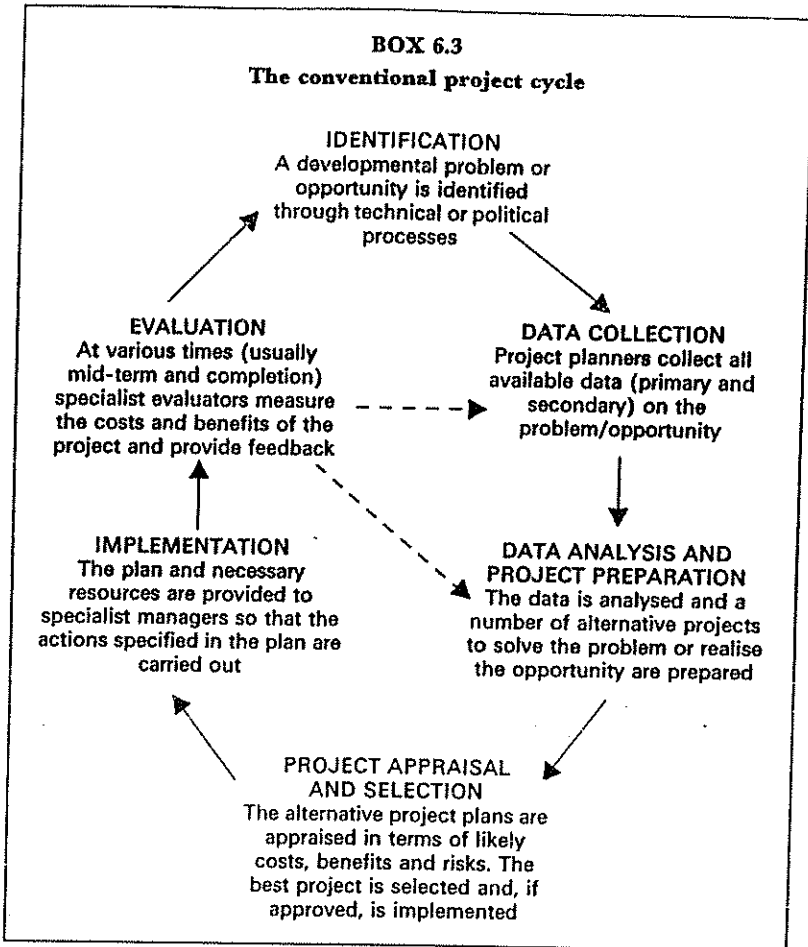 BOX 6.3
The conventional project cycle
IDENTIFICATION
A developmental problem or
opportunity is identified
through technical or political
processes
EVALUATION
At various times (usually
mid-term and completion)
specialist evaluators measure
the costs and benefits of the
project and provide feedback
DATA COLLECTION
Project planners collect all
available data (primary and
secondary) on the
problem/opportunity
IMPLEMENTATION
The plan and necessary
resources are provided to
specialist managers so that the
actions specified in the plan are
carried out
DATA ANALYSIS AND
PROJECT PREPARATION
The data is analysed and a
number of alternative projects
to solve the problem or realise
the opportunity are prepared
PROJECT APPRAISAL
AND SELECTION
The alternative project plans are
appraised in terms of likely
costs, benefits and risks. The
best project is selected and, if
approved, is implemented